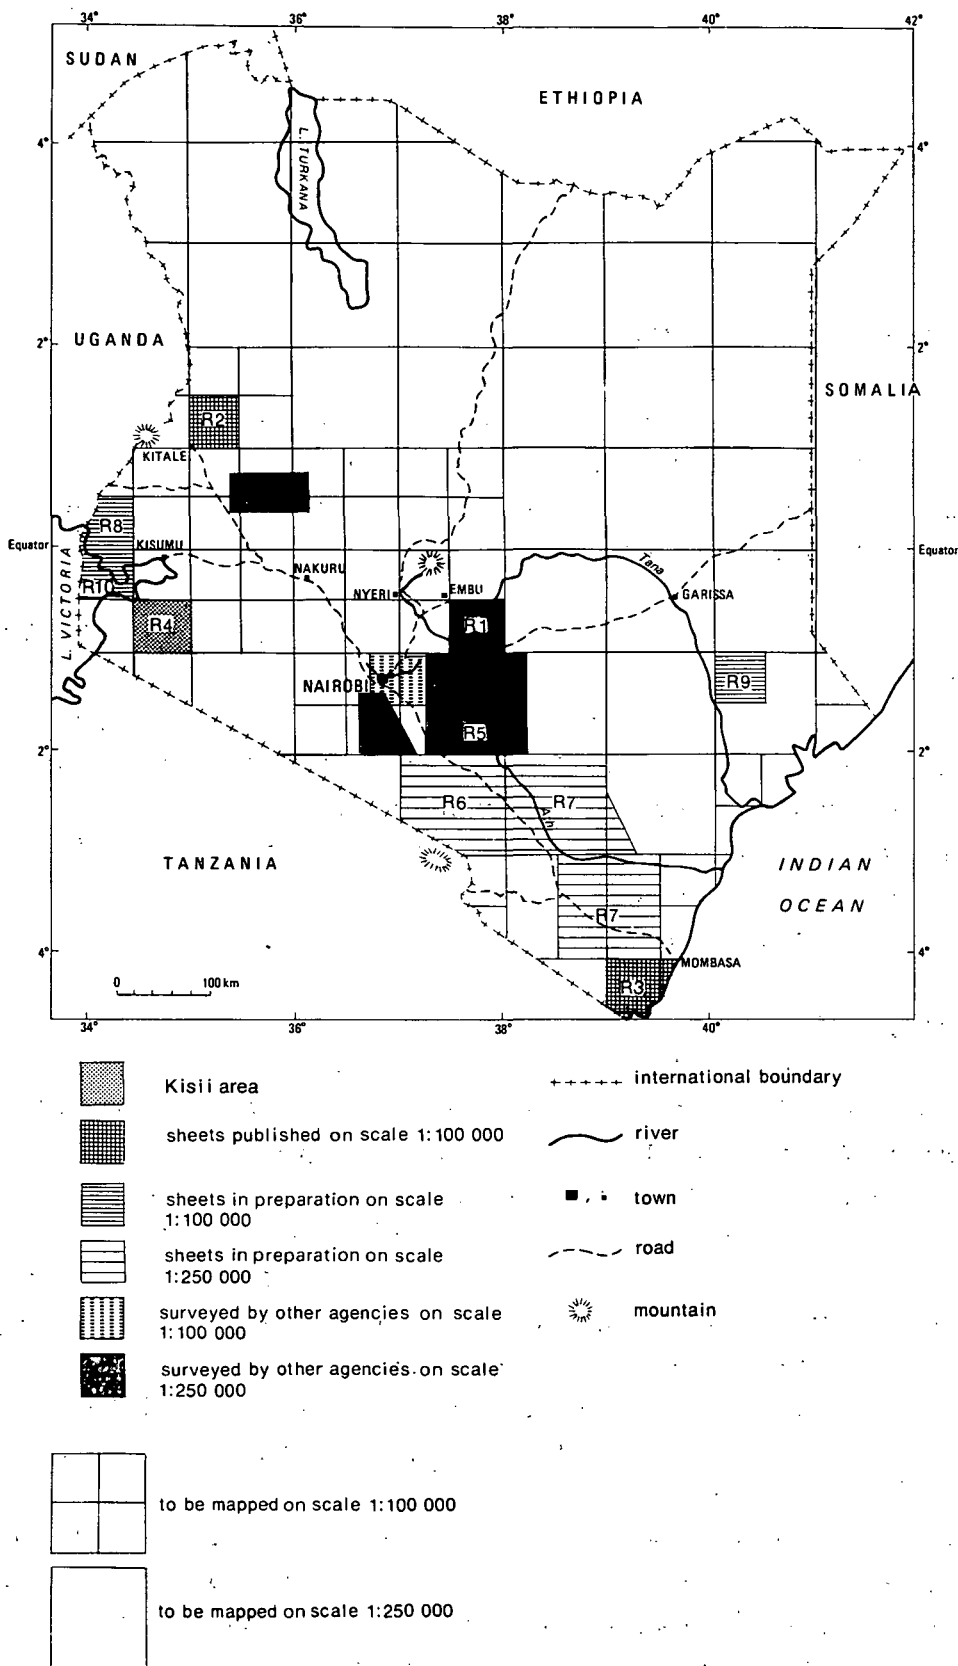 34°
36°
38°
40°
42°
SUDAN
ETHIOPIA
4°
4°
L. TURKANA
UGANDA
2°
2°
SOMALIA
R2
KITALE
R8
Equator
KISUMU
Equator
NAKURU
Tana
R10
NYERI
EMBU
GARISSA
L. VICTORIA
R4
R1
NAIROBI
R9
R5
2°
2°
R6
R7
Ath
TANZANIA
INDIAN
OCEAN
R7
4°
4°
MOMBASA
R3
0
100 km
34°
36°
38°
40°
Kisii area
international boundary
sheets published on scale 1:100 000
river
sheets in preparation on scale
1:100 000
town
sheets in preparation on scale
1:250 000
road
surveyed by other agencies on scale
1:100 000
mountain
surveyed by other agencies on scale
1:250 000
to be mapped on scale 1:100 000
to be mapped on scale 1:250 000